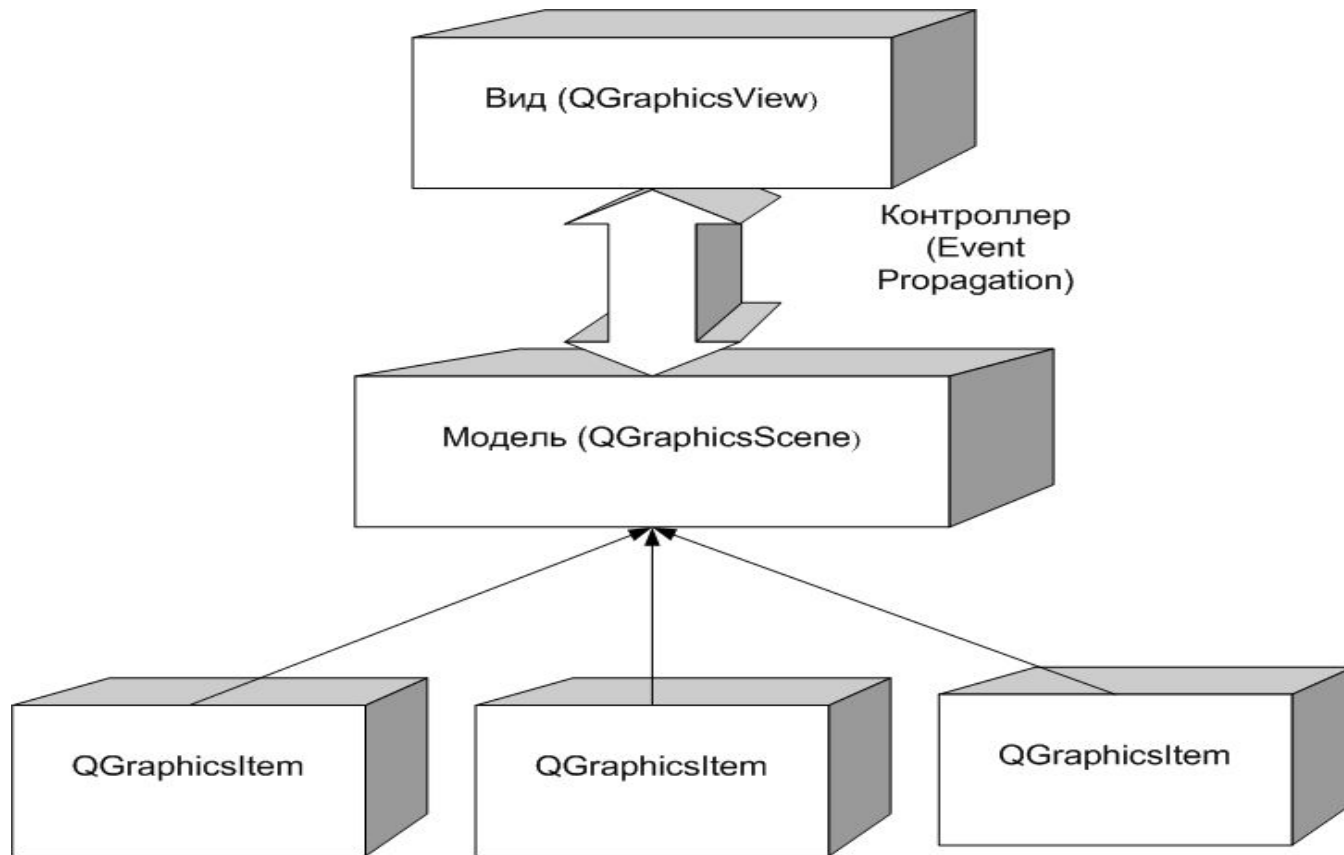 Вид (QGraphicsView)
Контроллер
(Event
Propagation)
Модель (QGraphicsScene)
QGraphicsItem
QGraphicsItem
QGraphicsItem